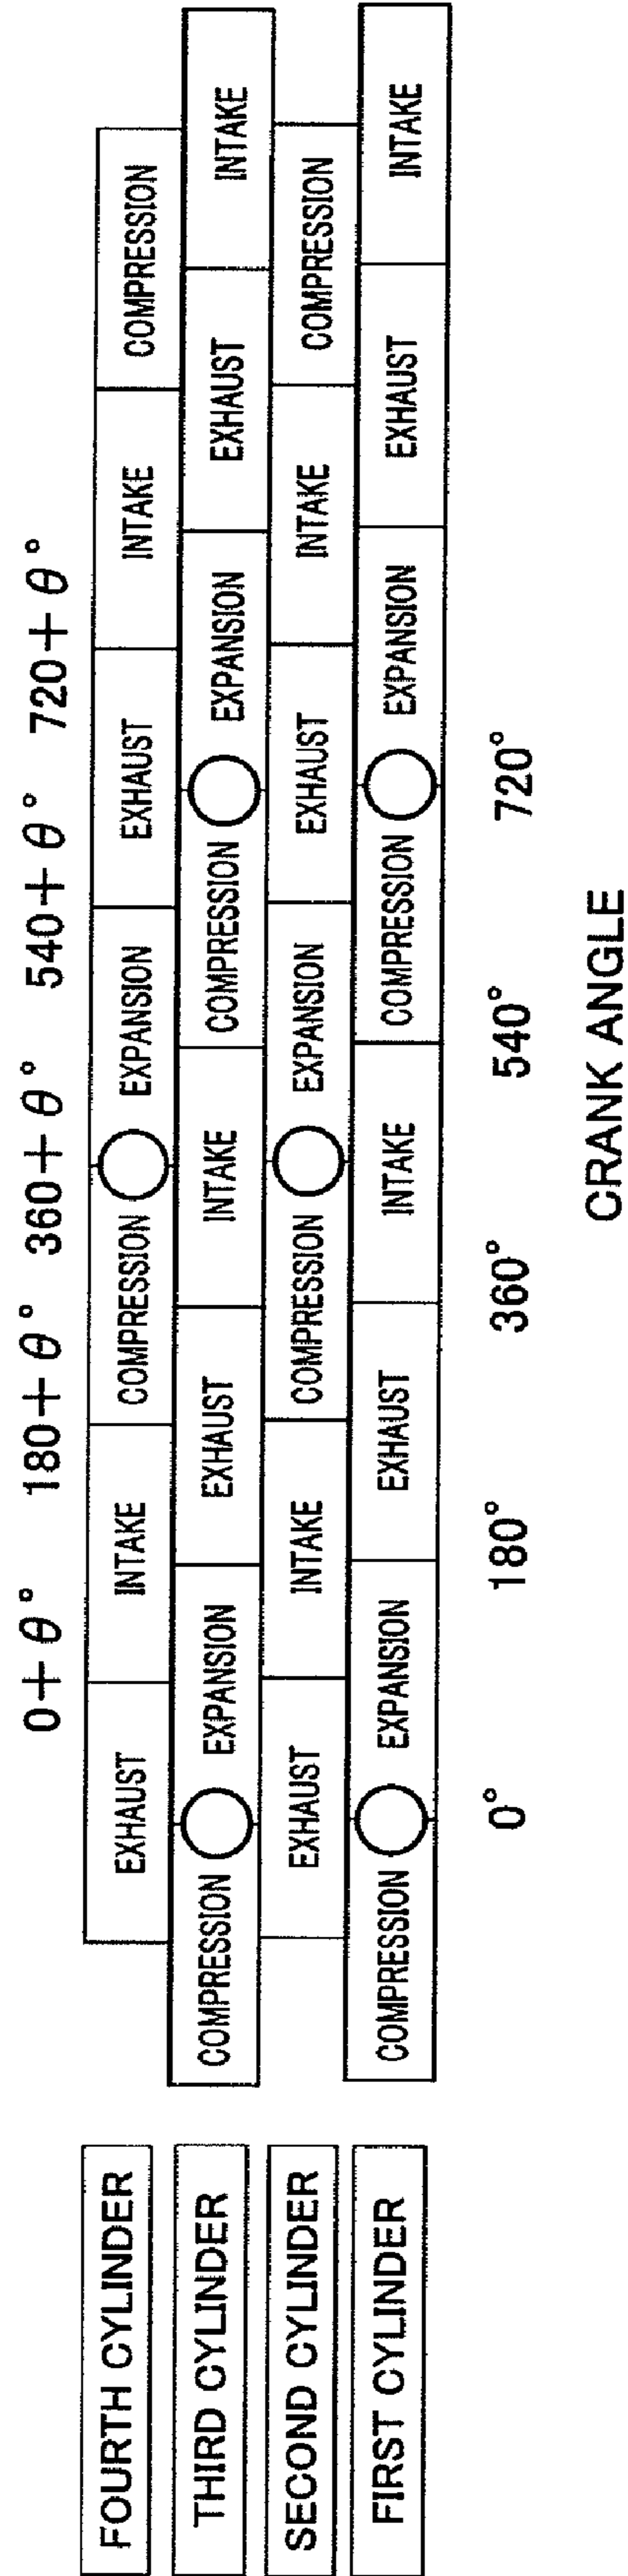 0+θ° 180+θ° 360+θ° 540+θ° 720+θ°
FOURTH CYLINDER EXHAUST INTAKE COMPRESSION EXPANSION EXHAUST INTAKE COMPRESSION
THIRD CYLINDER COMPRESSION EXPANSION EXHAUST INTAKE COMPRESSION EXPANSION EXHAUST INTAKE
SECOND CYLINDER EXHAUST INTAKE COMPRESSION EXPANSION EXHAUST INTAKE COMPRESSION
FIRST CYLINDER COMPRESSION EXPANSION EXHAUST INTAKE COMPRESSION EXPANSION EXHAUST INTAKE
0° 180° 360° 540° 720°
CRANK ANGLE